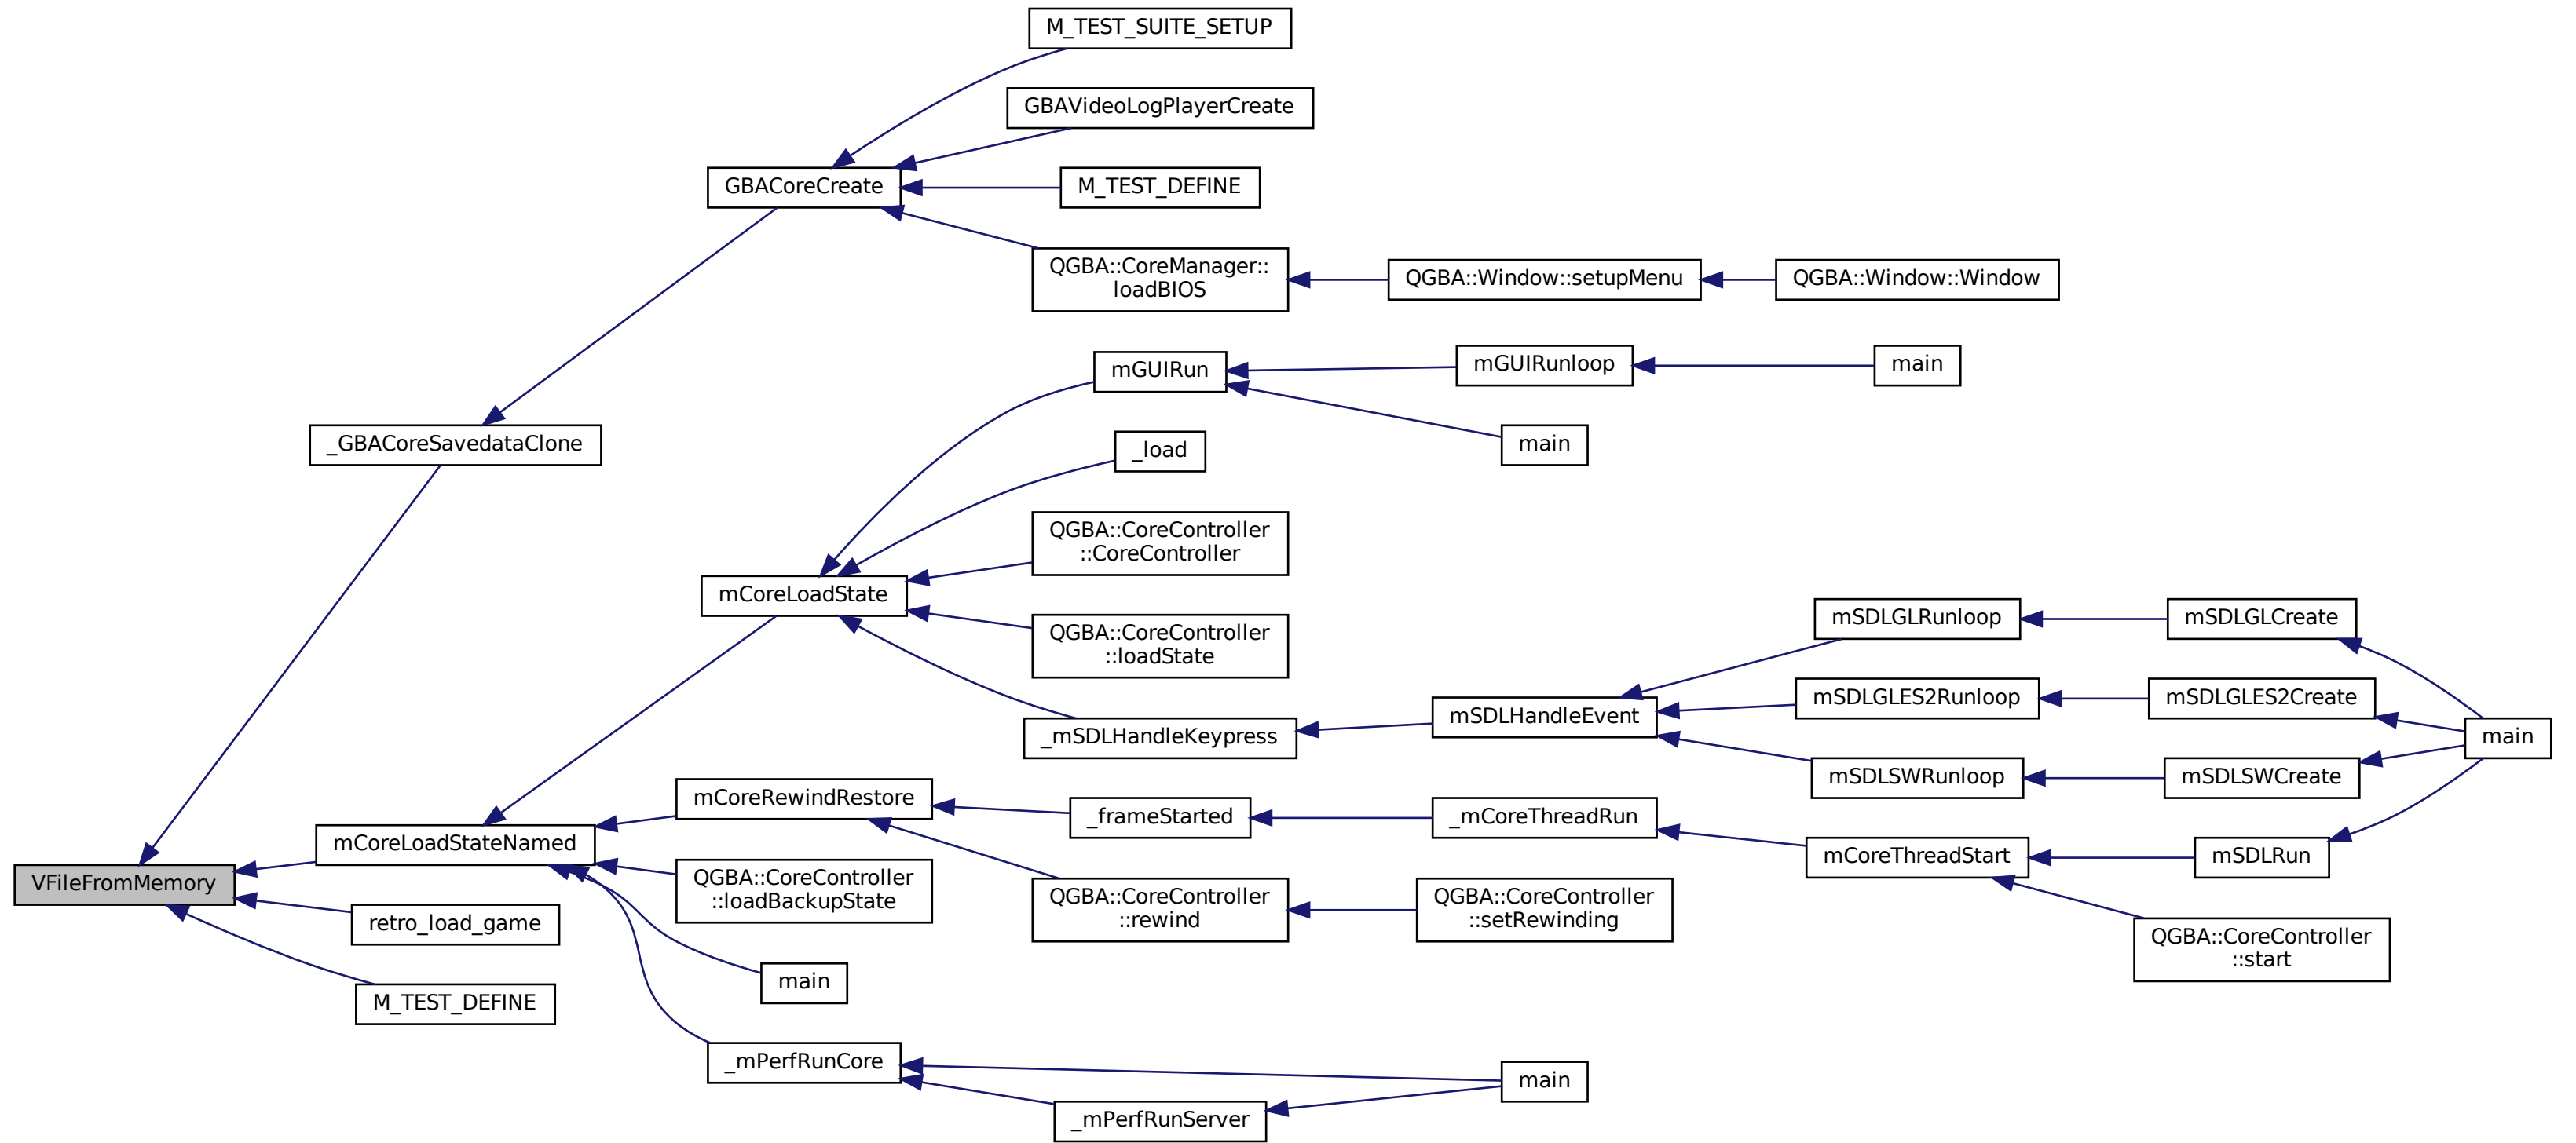 M_TEST_SUITE_SETUP
GBAVideoLogPlayerCreate
GBACoreCreate
M_TEST_DEFINE
QGBA::CoreManager::
loadBIOS
QGBA::Window::setupMenu
QGBA::Window::Window
mGUIRun
mGUIRunloop
main
main
_GBACoreSavedataClone
_load
QGBA::CoreController
::CoreController
mCoreLoadState
QGBA::CoreController
::loadState
mSDLGLRunloop
mSDLGLCreate
mSDLGLES2Runloop
mSDLGLES2Create
_mSDLHandleKeypress
mSDLHandleEvent
main
mSDLSWRunloop
mSDLSWCreate
mCoreRewindRestore
_frameStarted
_mCoreThreadRun
mCoreLoadStateNamed
mCoreThreadStart
mSDLRun
VFileFromMemory
QGBA::CoreController
::loadBackupState
QGBA::CoreController
::rewind
QGBA::CoreController
::setRewinding
retro_load_game
QGBA::CoreController
::start
main
M_TEST_DEFINE
_mPerfRunCore
main
_mPerfRunServer